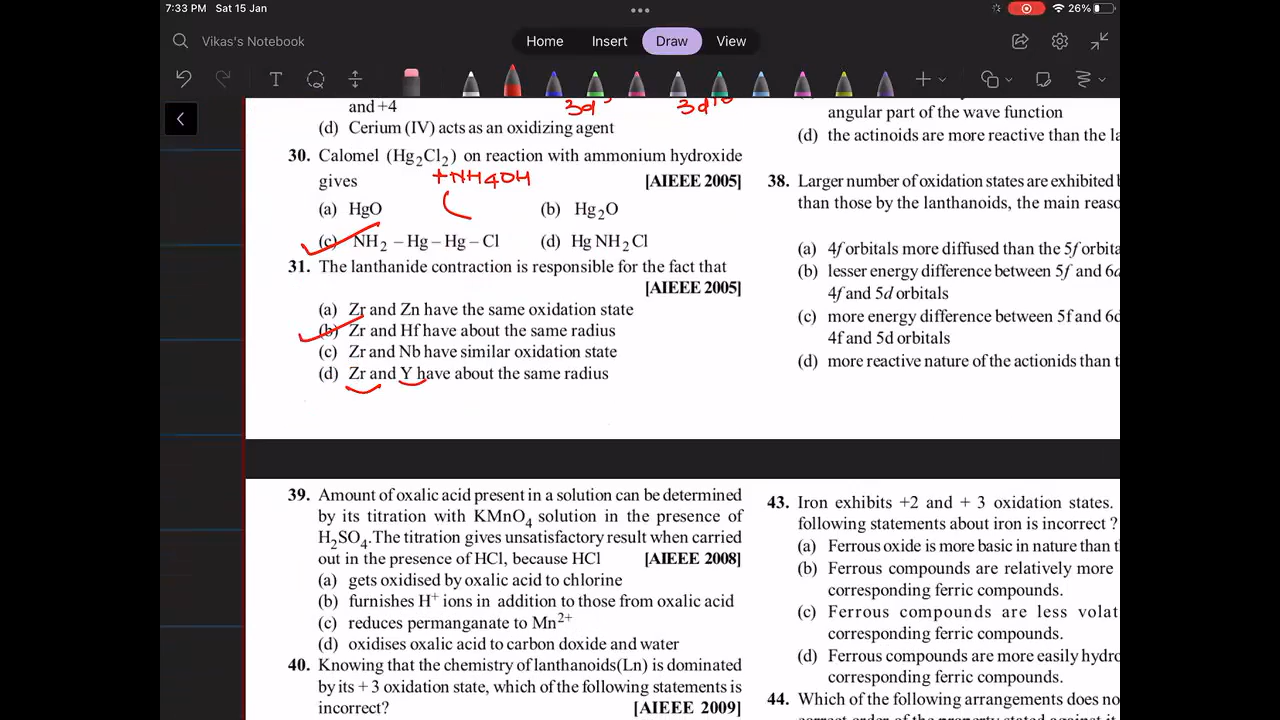 7:33 PM Sat 15 Jan
26%
Vikas's Notebook
Home Insert Draw View
and +4
(d) Cerium (IV) acts as an oxidizing agent
30. Calomel (Hg2Cl2) on reaction with ammonium hydroxide
+NH4OH
gives [AIEEE 2005]
(a) HgO (b) Hg2O
(c) NH2 – Hg – Hg – Cl (d) Hg NH2 Cl
31. The lanthanide contraction is responsible for the fact that
[AIEEE 2005]
(a) Zr and Zn have the same oxidation state
(b) Zr and Hf have about the same radius
(c) Zr and Nb have similar oxidation state
(d) Zr and Y have about the same radius
angular part of the wave function
(d) the actinoids are more reactive than the la
38. Larger number of oxidation states are exhibited
than those by the lanthanoids, the main reaso
(a) 4f orbitals more diffused than the 5f orbita
(b) lesser energy difference between 5f and 6
4f and 5d orbitals
(c) more energy difference between 5f and 6
4f and 5d orbitals
(d) more reactive nature of the actionids than
39. Amount of oxalic acid present in a solution can be determined
by its titration with KMnO4 solution in the presence of
H2SO4.The titration gives unsatisfactory result when carried
out in the presence of HCl, because HCl [AIEEE 2008]
(a) gets oxidised by oxalic acid to chlorine
(b) furnishes H+ ions in addition to those from oxalic acid
(c) reduces permanganate to Mn2+
(d) oxidises oxalic acid to carbon doxide and water
40. Knowing that the chemistry of lanthanoids(Ln) is dominated
by its + 3 oxidation state, which of the following statements is
incorrect? [AIEEE 2009]
43. Iron exhibits +2 and + 3 oxidation states.
following statements about iron is incorrect ?
(a) Ferrous oxide is more basic in nature than
(b) Ferrous compounds are relatively more
corresponding ferric compounds.
(c) Ferrous compounds are less volat
corresponding ferric compounds.
(d) Ferrous compounds are more easily hydro
corresponding ferric compounds.
44. Which of the following arrangements does no